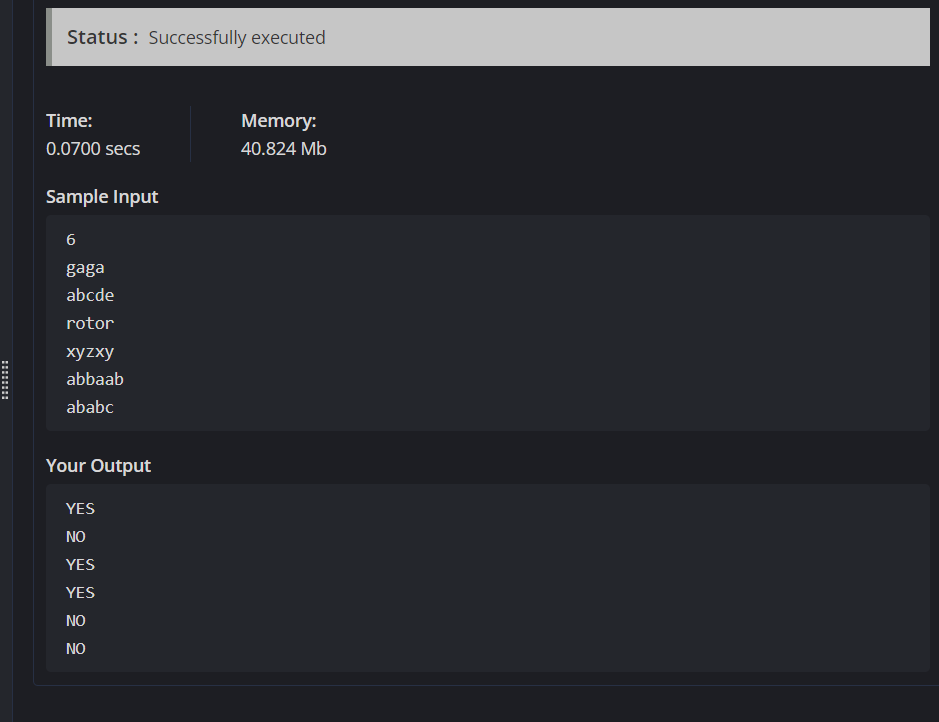 Status : Successfully executed
Time: Memory:
0.0700 secs 40.824 Mb
Sample Input
6
gaga
abcde
rotor
xyzxy
abbaab
ababc
Your Output
YES
NO
YES
YES
NO
NO